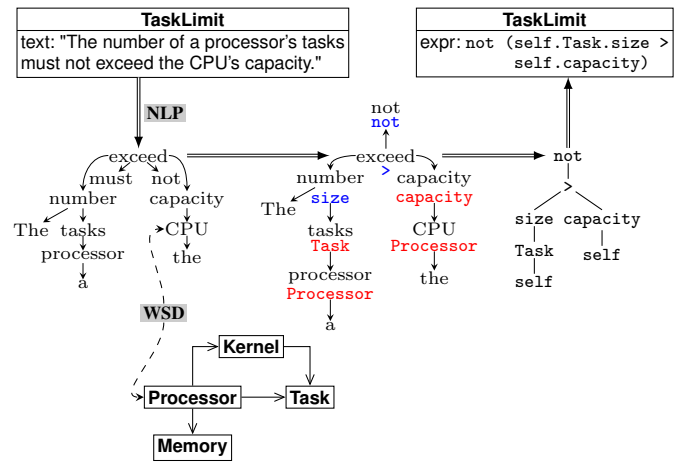 TaskLimit
text: "The number of a processor's tasks
must not exceed the CPU's capacity."
TaskLimit
expr: not (self.Task.size >
self.capacity)
NLP
exceed
must not
number capacity
The tasks CPU
processor the
a
not
not
exceed
>
number capacity
size capacity
The
tasks CPU
Task Processor
processor the
Processor
a
not
>
size capacity
Task self
self
WSD
Kernel
Processor Task
Memory